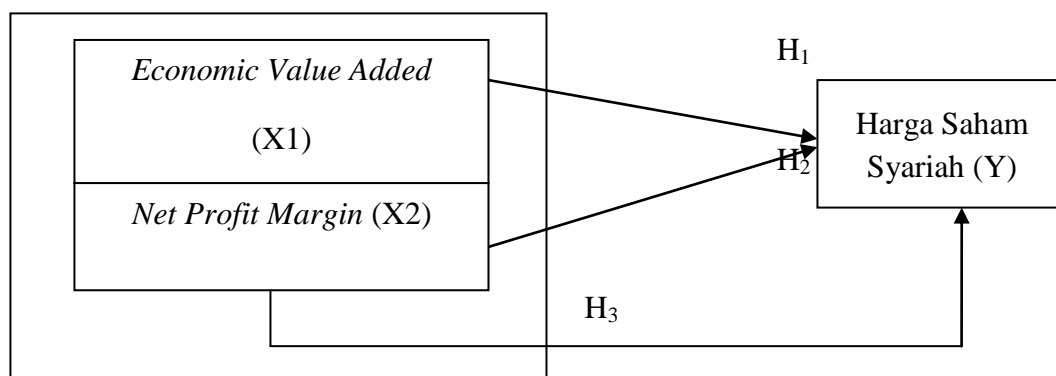 Economic Value Added
(X1)
Net Profit Margin (X2)
H1
H2
Harga Saham
Syariah (Y)
H3